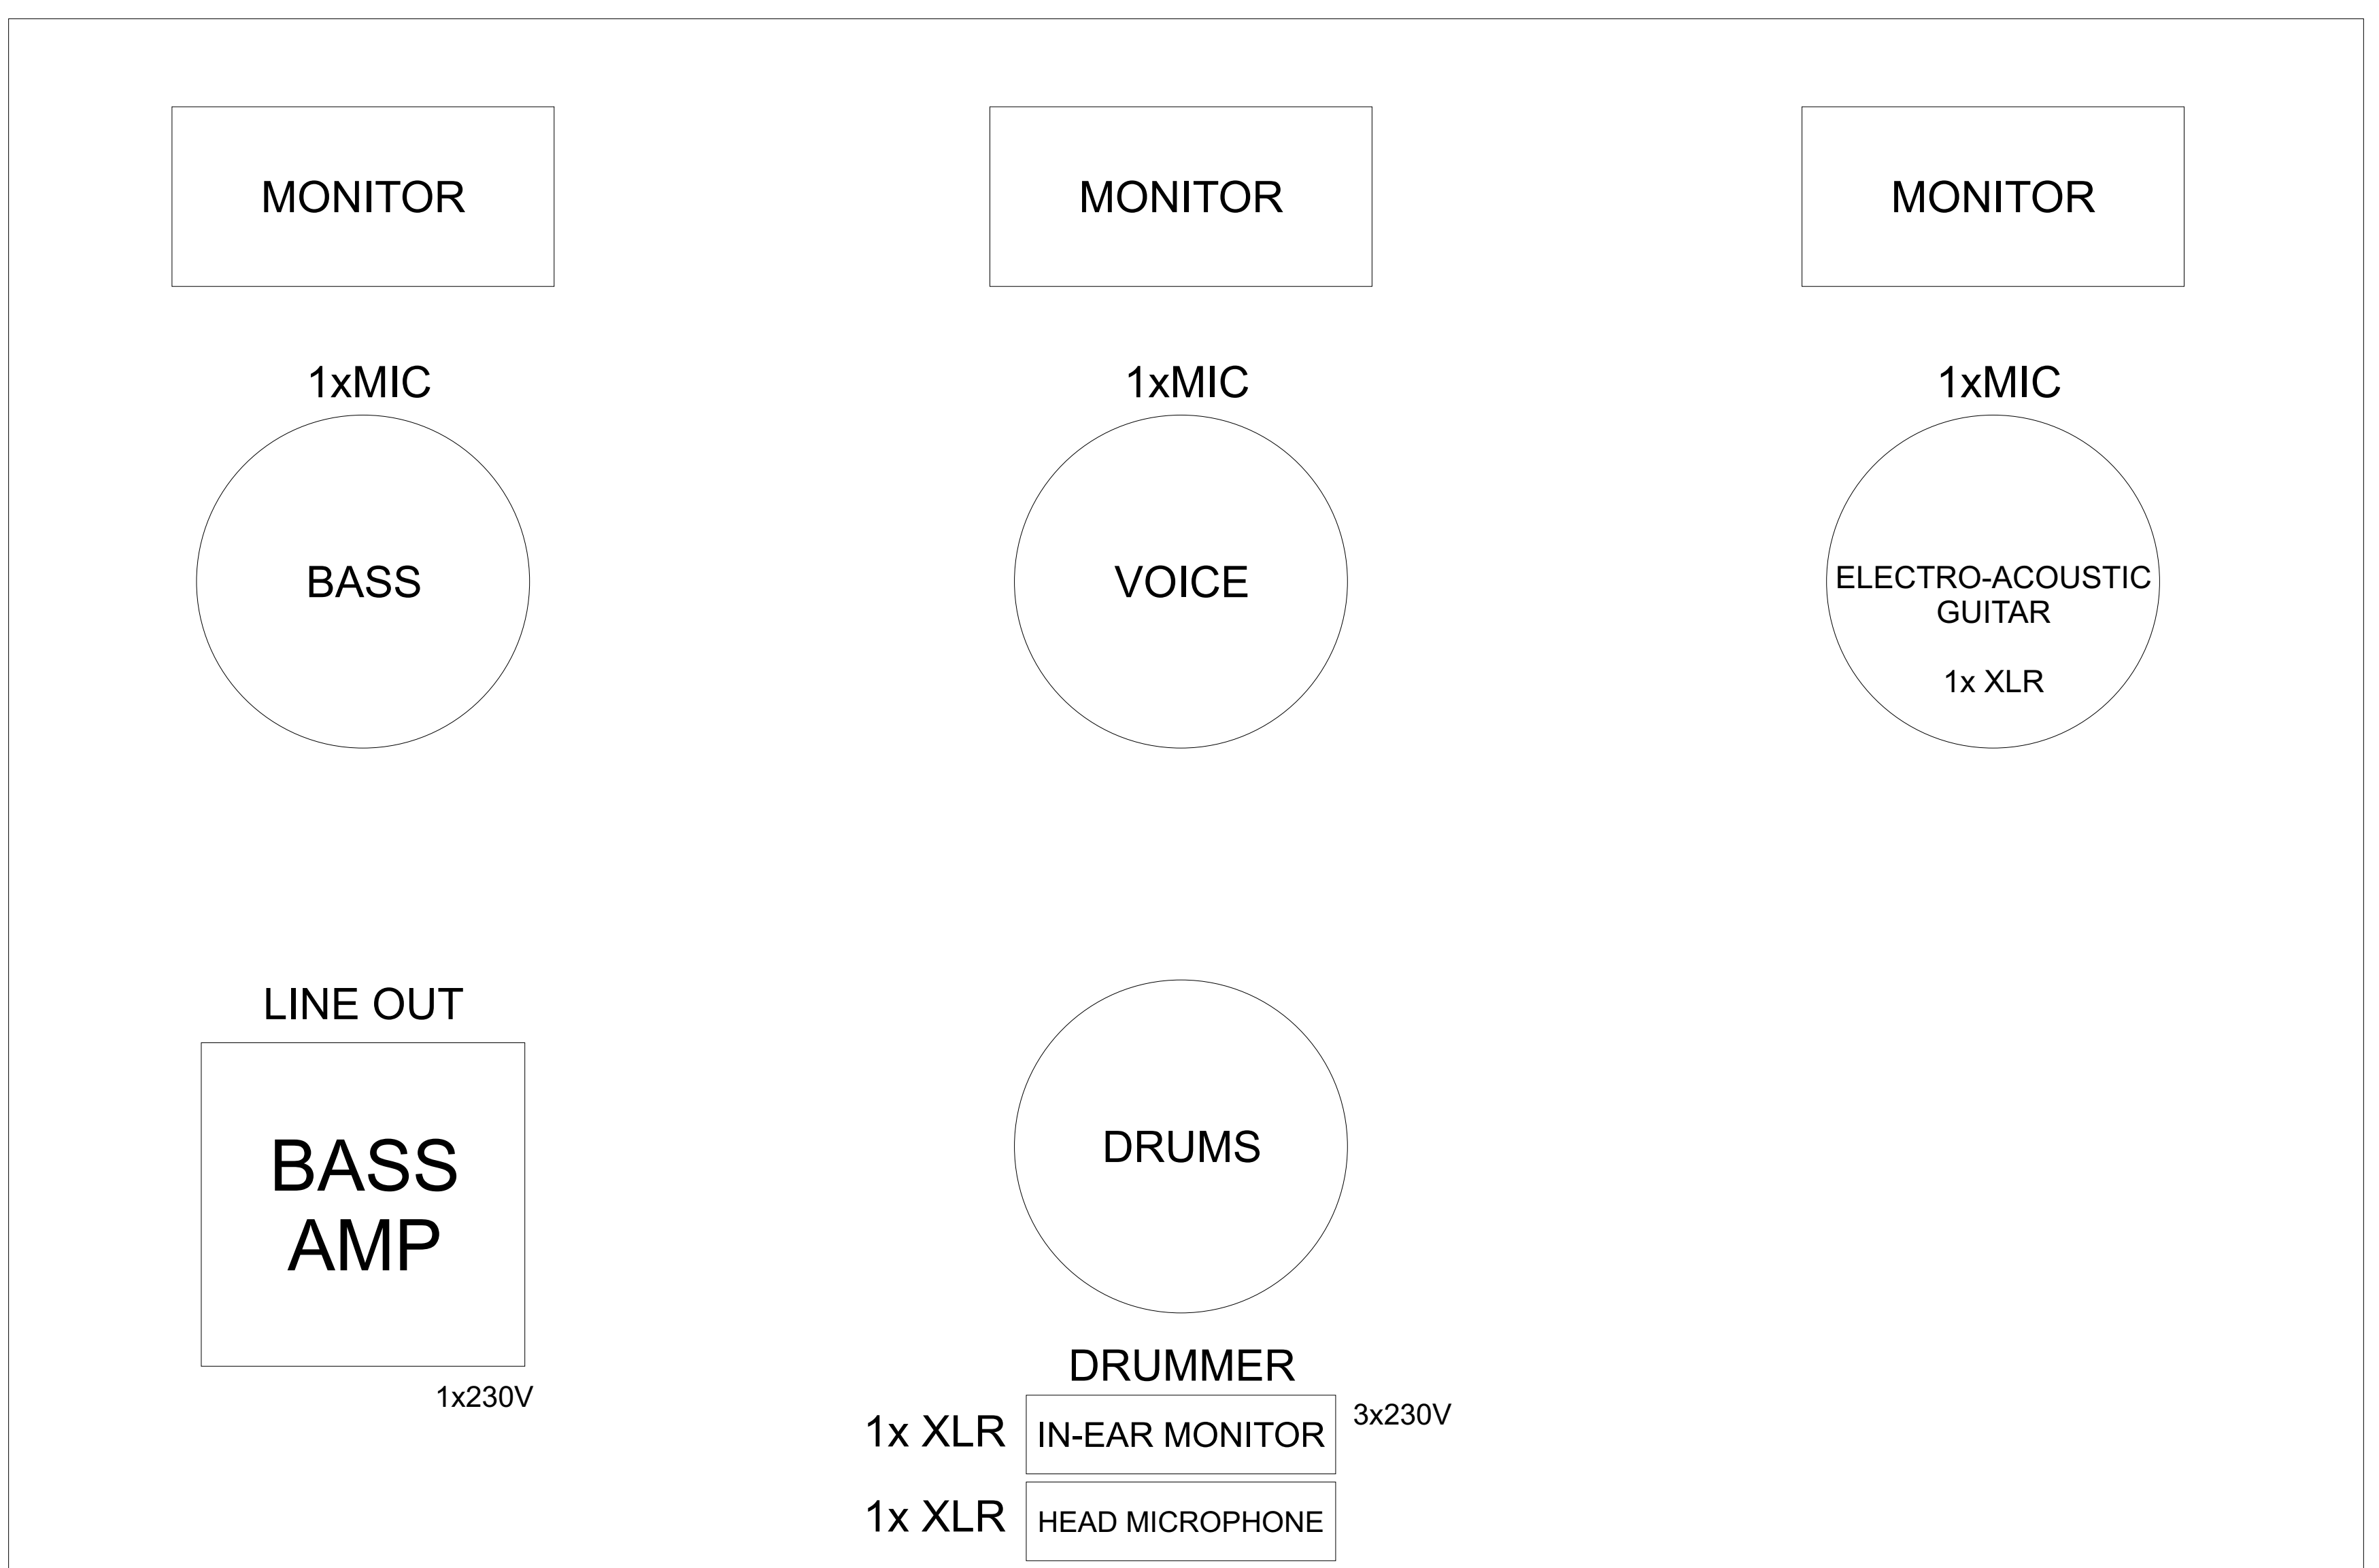 MONITOR
MONITOR
MONITOR
1xMIC
1xMIC
1xMIC
BASS
VOICE
ELECTRO-ACOUSTIC
GUITAR
1x XLR
LINE OUT
BASS
AMP
1x230V
DRUMS
DRUMMER
1x XLR
IN-EAR MONITOR
3x230V
1x XLR
HEAD MICROPHONE